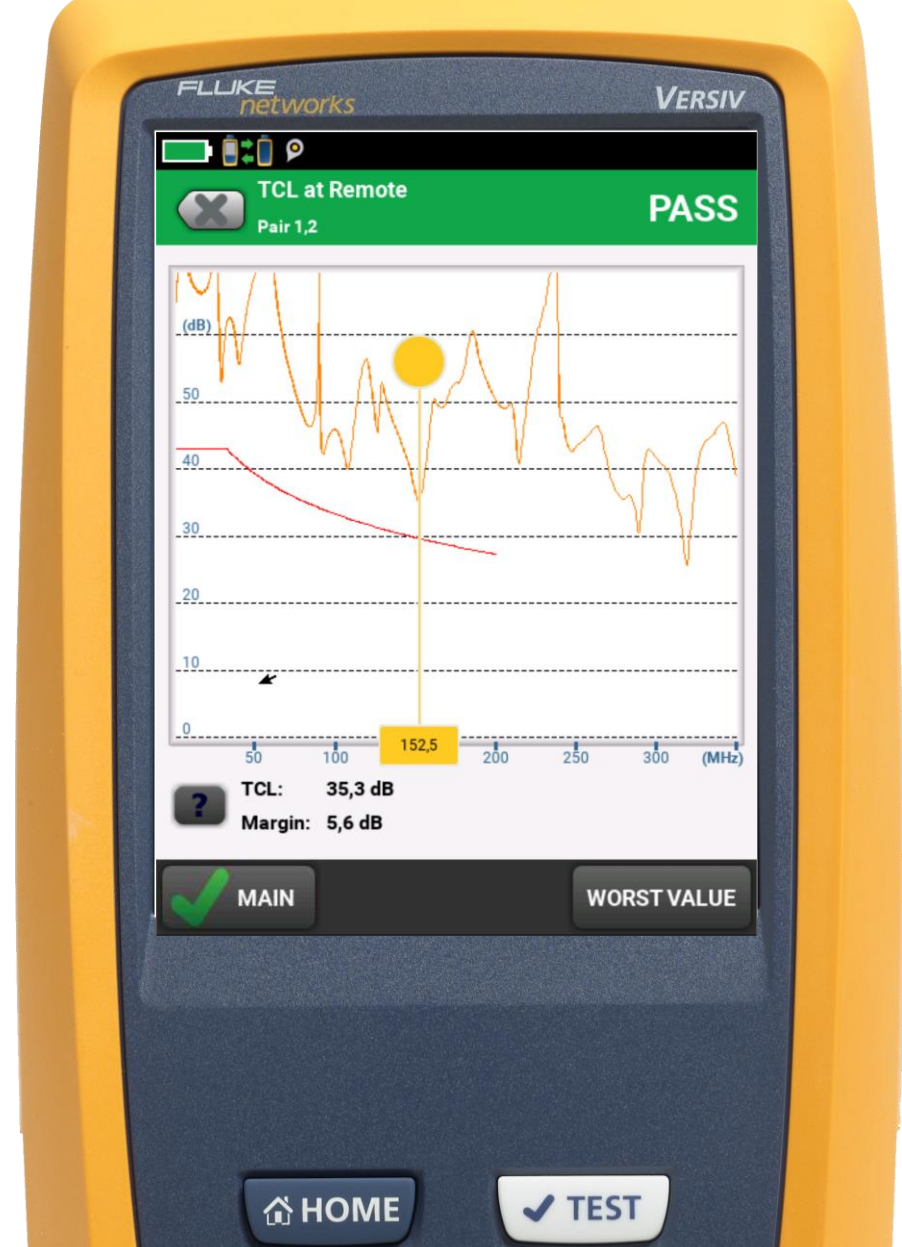 FLUKE
networks
VERSIV
TCL at Remote
PASS
Pair 1,2
(dB)
50
40
30
20
10
0
50
100
152,5
200
250
300
(MHz)
TCL: 35,3 dB
?
Margin: 5,6 dB
MAIN
WORST VALUE
HOME
TEST